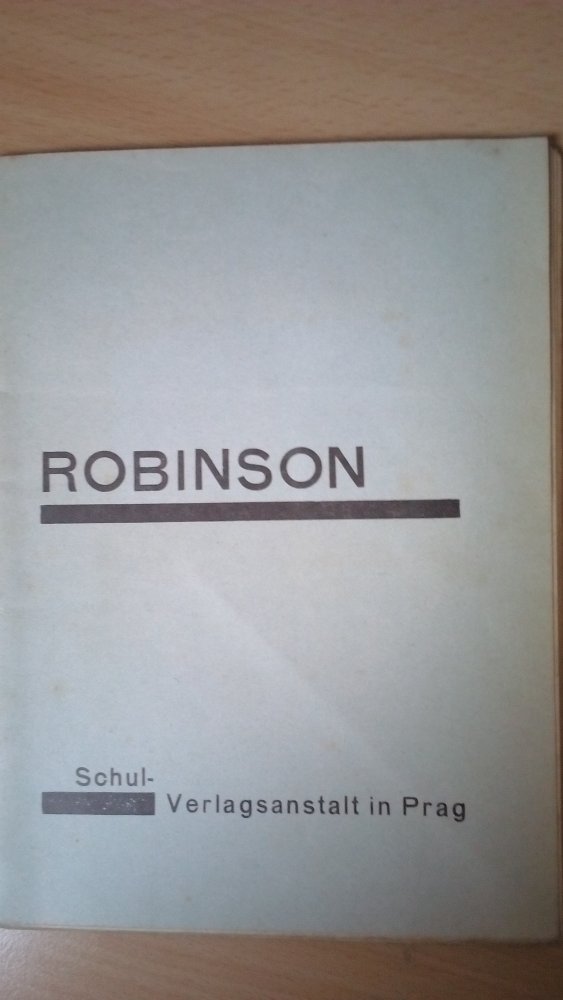 ROBINSON
Schul-
Verlagsanstalt in Prag